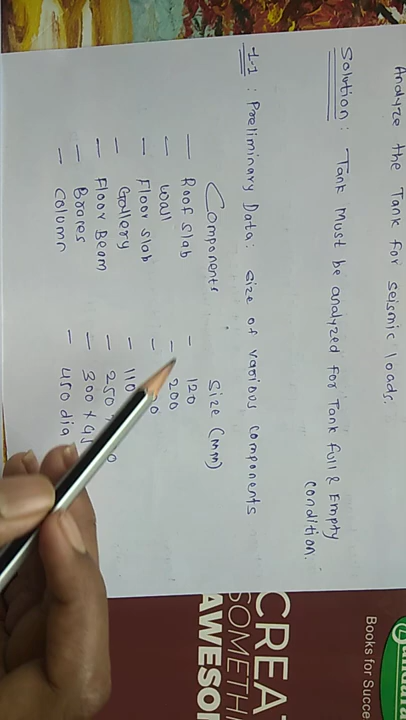 Analyze the Tank for seismic loads.
Solution : Tank Must be analyzed for Tank full & Empty
condition.
1.1 : Preliminary Data : Size of various components
Components Size (mm)
— Roof slab - 120
— wall - 200
— Floor slab -
— Gallery - 110
— Floor Beam - 250
— Braces - 300 x
— Column - 450 dia
CREA
SOMETHI
AWESO
Books for Succe